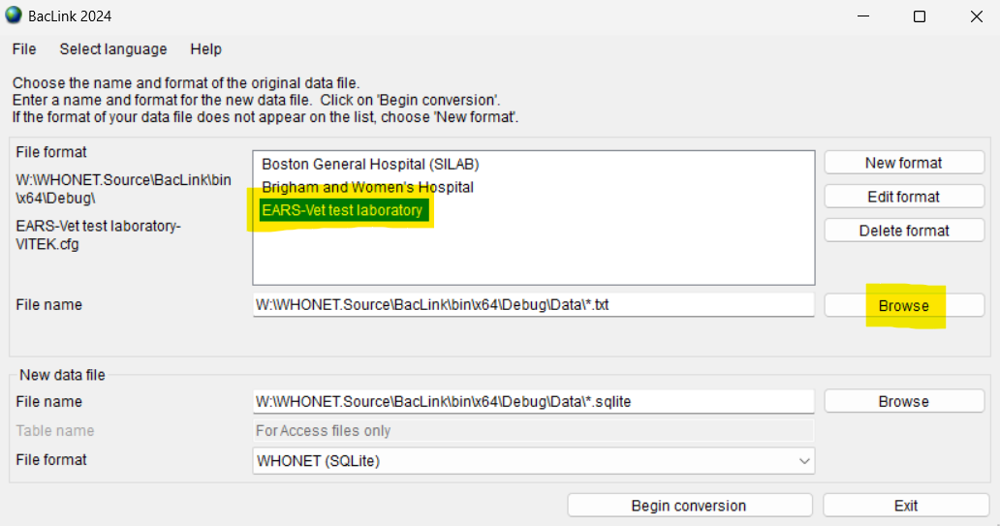 BacLink 2024
File Select language Help
Choose the name and format of the original data file.
Enter a name and format for the new data file. Click on 'Begin conversion'.
If the format of your data file does not appear on the list, choose 'New format'.
File format
W:\WHONET.Source\BacLink\bin
\x64\Debug\
EARS-Vet test laboratory-
VITEK.cfg
Boston General Hospital (SILAB)
Brigham and Women's Hospital
EARS-Vet test laboratory
New format
Edit format
Delete format
File name
W:\WHONET.Source\BacLink\bin\x64\Debug\Data\*.txt
Browse
New data file
File name
W:\WHONET.Source\BacLink\bin\x64\Debug\Data\*.sqlite
Browse
Table name
For Access files only
File format
WHONET (SQLite)
Begin conversion
Exit